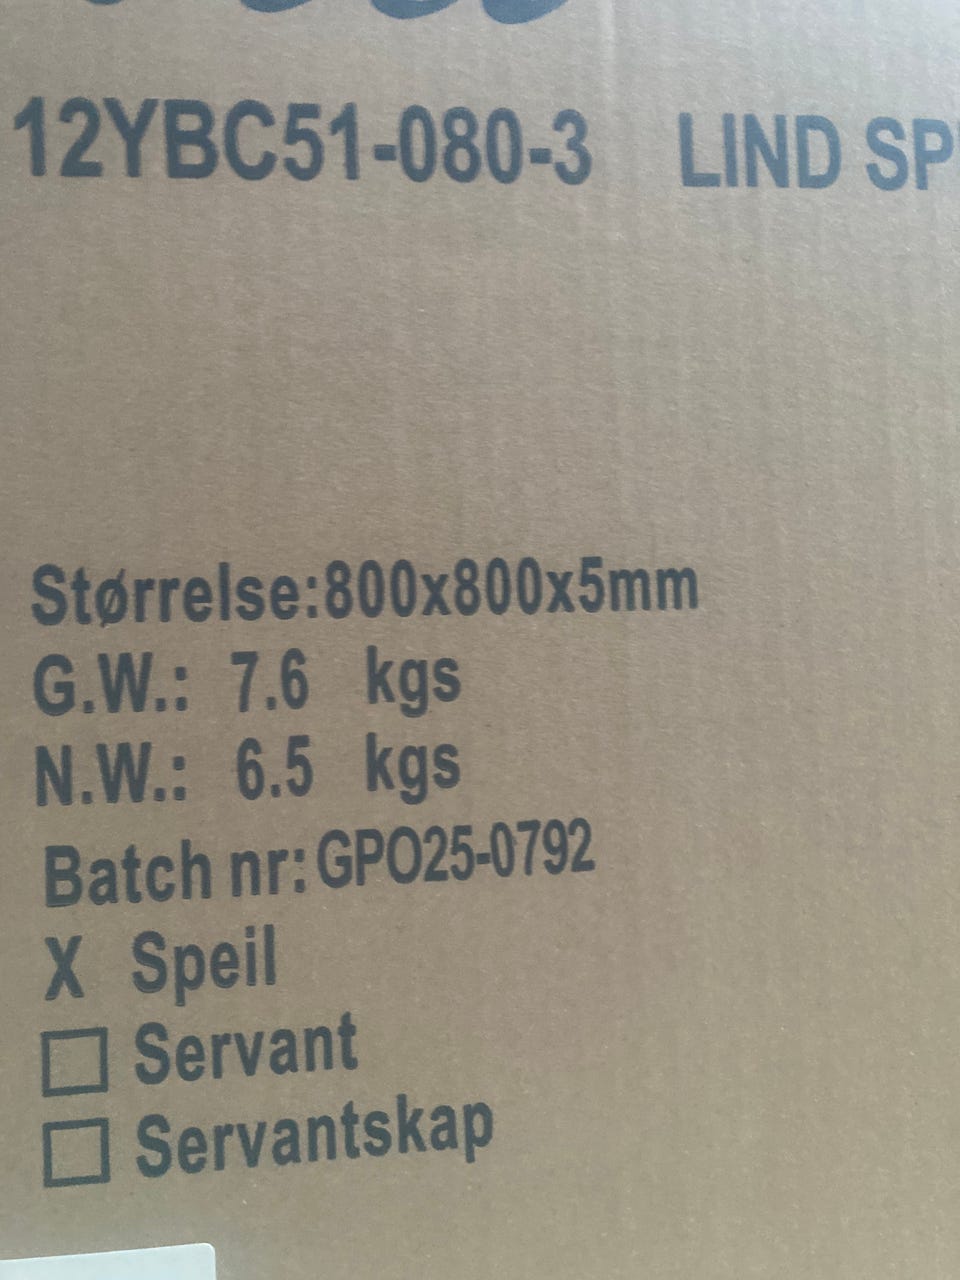 12YBC51-080-3 LIND
Størrelse:800x800x5mm
G.W.: 7.6 kgs
N.W.: 6.5 kgs
Batch nr:GPO25-0792
X Speil
Servant
Servantskap